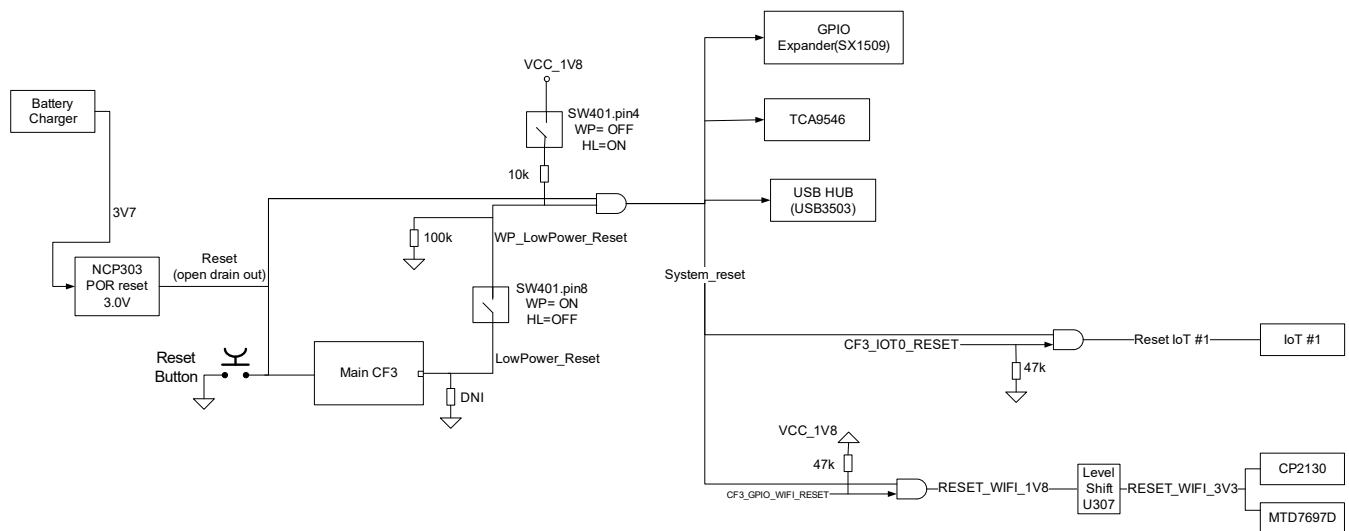 GPIO
Expander(SX1509)
VCC_1V8
Battery
Charger
SW401.pin4
WP= OFF
HL=ON
TCA9546
10k
USB HUB
(USB3503)
3V7
100k
WP_LowPower_Reset
Reset
(open drain out)
NCP303
POR reset
3.0V
System_reset
SW401.pin8
WP= ON
HL=OFF
Reset
Button
Main CF3
LowPower_Reset
CF3_IOT0_RESET
Reset IoT #1
IoT #1
47k
DNI
VCC_1V8
47k
CF3_GPIO_WIFI_RESET
RESET_WIFI_1V8
Level
Shift
U307
RESET_WIFI_3V3
CP2130
MTD7697D